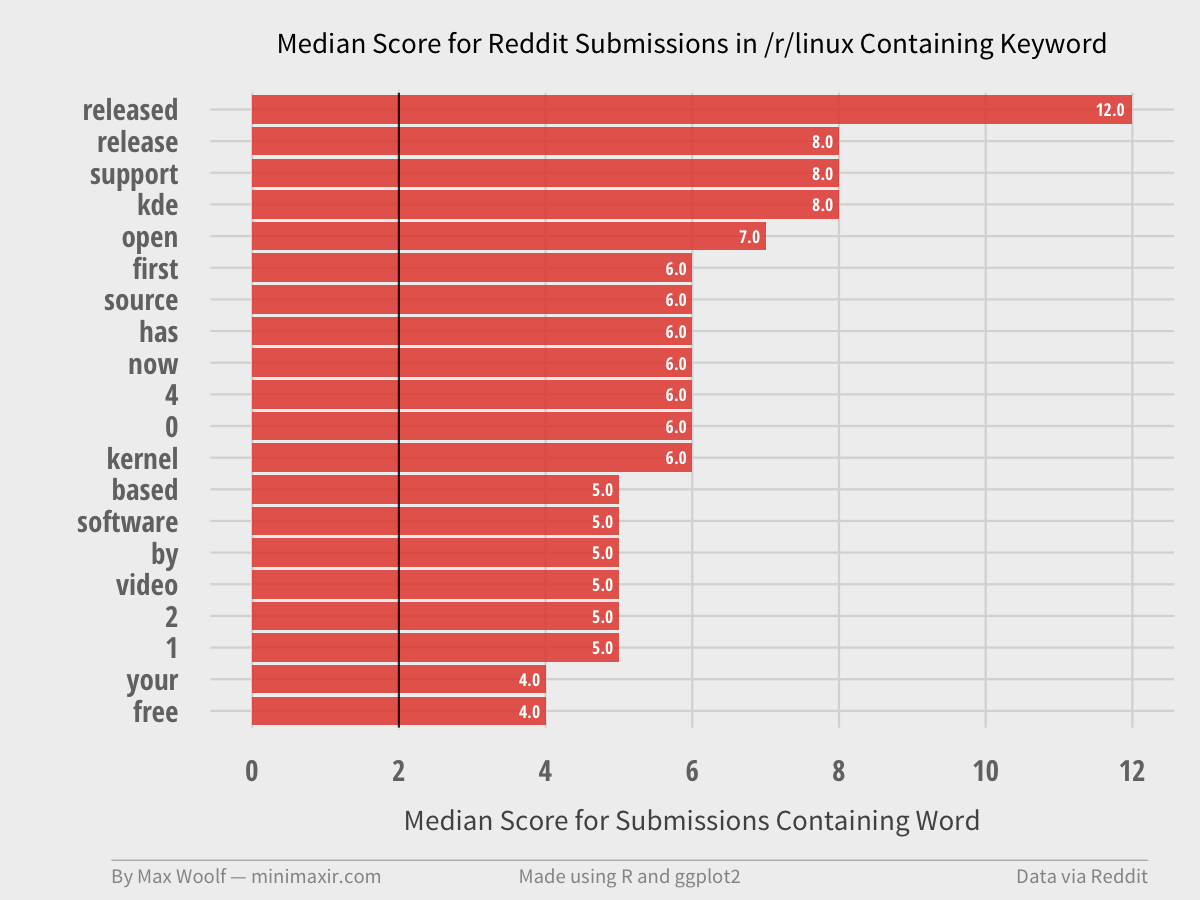 Median Score for Reddit Submissions in /r/linux Containing Keyword
released 12.0
release 8.0
support 8.0
kde 8.0
open 7.0
first 6.0
source 6.0
has 6.0
now 6.0
4 6.0
0 6.0
kernel 6.0
based 5.0
software 5.0
by 5.0
video 5.0
2 5.0
1 5.0
your 4.0
free 4.0
0 2 4 6 8 10 12
Median Score for Submissions Containing Word
By Max Woolf — minimaxir.com Made using R and ggplot2 Data via Reddit